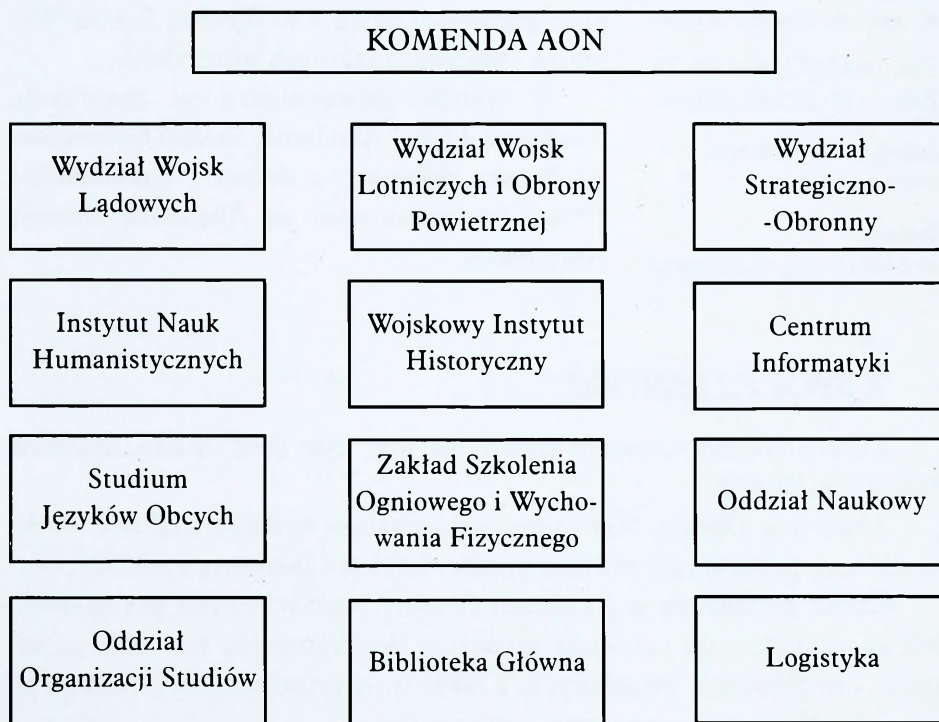 KOMENDA AON
Wydział Wojsk
Lądowych
Wydział Wojsk
Lotniczych i Obrony
Powietrznej
Wydział
Strategiczno-
-Obronny
Instytut Nauk
Humanistycznych
Wojskowy Instytut
Historyczny
Centrum
Informatyki
Studium
Języków Obcych
Zakład Szkolenia
Ogniowego i Wycho-
wania Fizycznego
Oddział Naukowy
Oddział
Organizacji Studiów
Biblioteka Główna
Logistyka